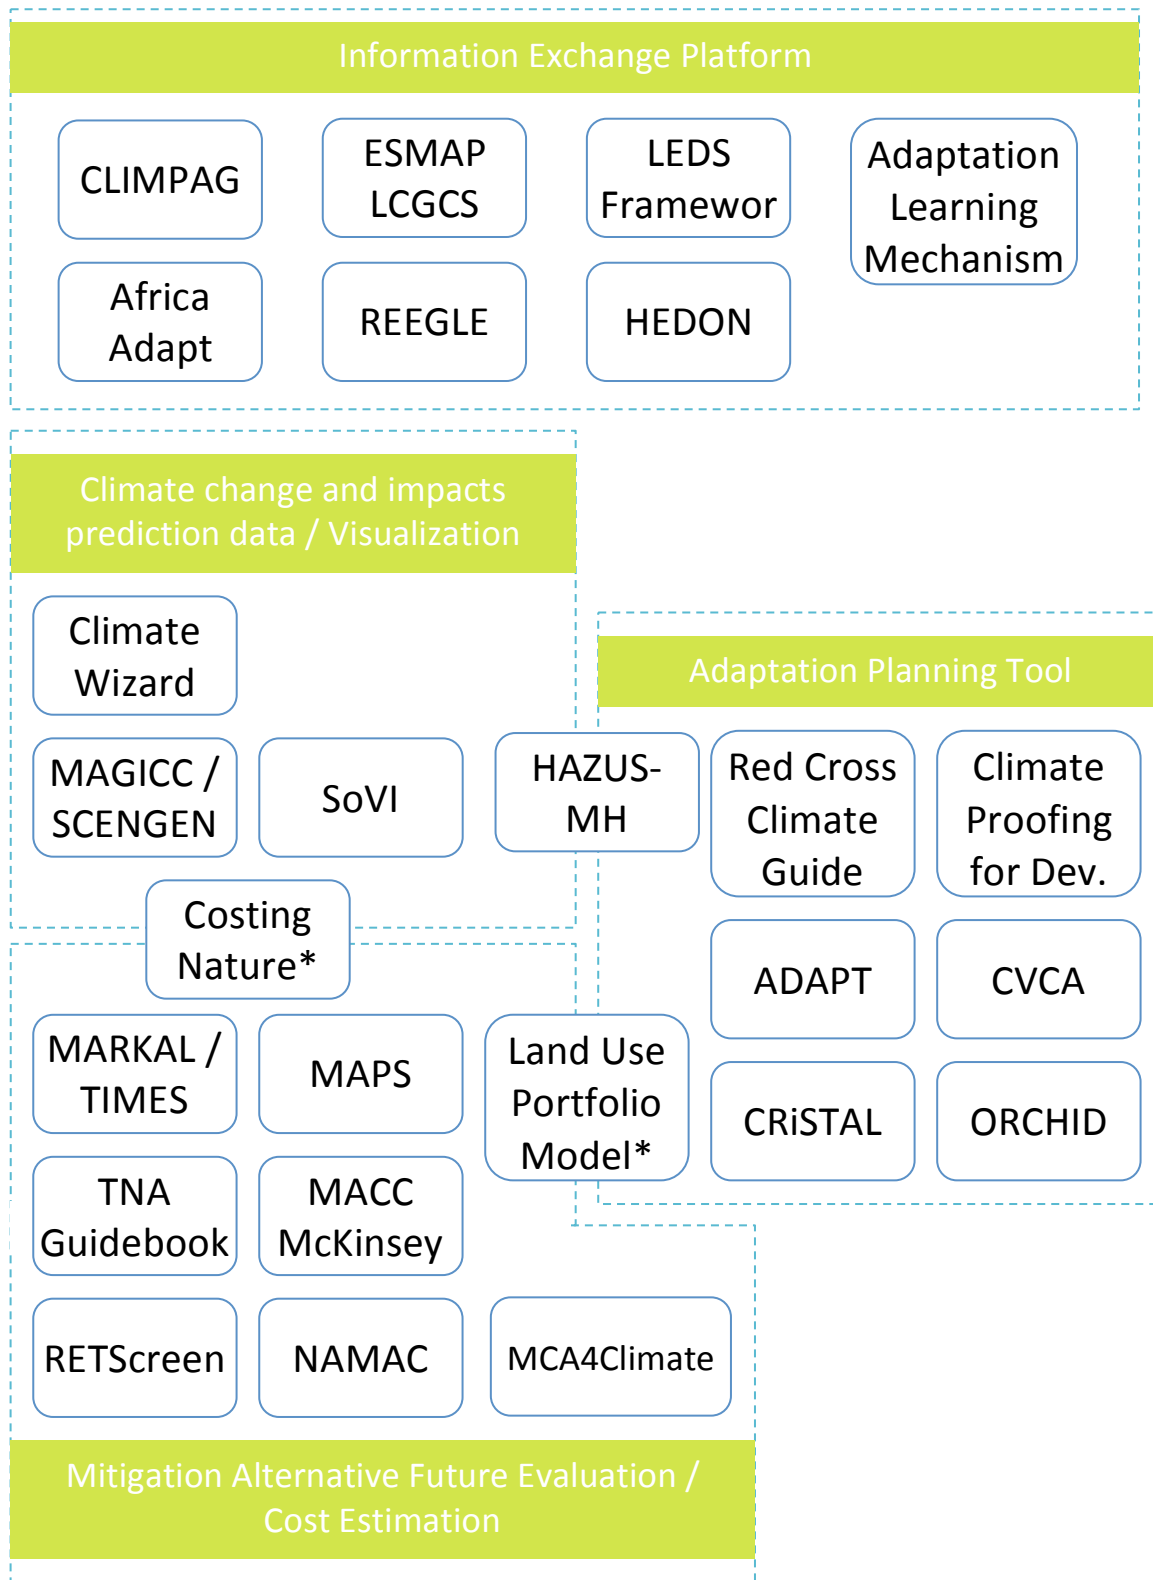 Information Exchange Platform
CLIMPAG
ESMAP
LCGCS
LEDS
Framewor
Adaptation
Learning
Mechanism
Africa
Adapt
REEGLE
HEDON
Climate change and impacts
prediction data / Visualization
Climate
Wizard
MAGICC /
SCENGEN
SoVI
HAZUS-
MH
Costing
Nature*
Adaptation Planning Tool
Red Cross
Climate
Guide
Climate
Proofing
for Dev.
ADAPT
CVCA
CRiSTAL
ORCHID
MARKAL /
TIMES
MAPS
Land Use
Portfolio
Model*
TNA
Guidebook
MACC
McKinsey
RETScreen
NAMAC
MCA4Climate
Mitigation Alternative Future Evaluation /
Cost Estimation